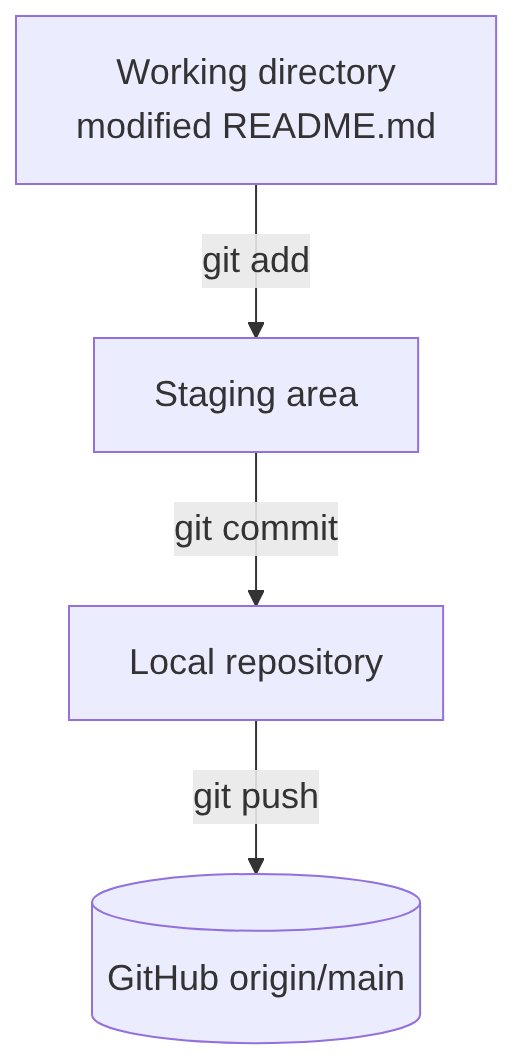 Working directory
modified README.md
git add
Staging area
git commit
Local repository
git push
GitHub origin/main